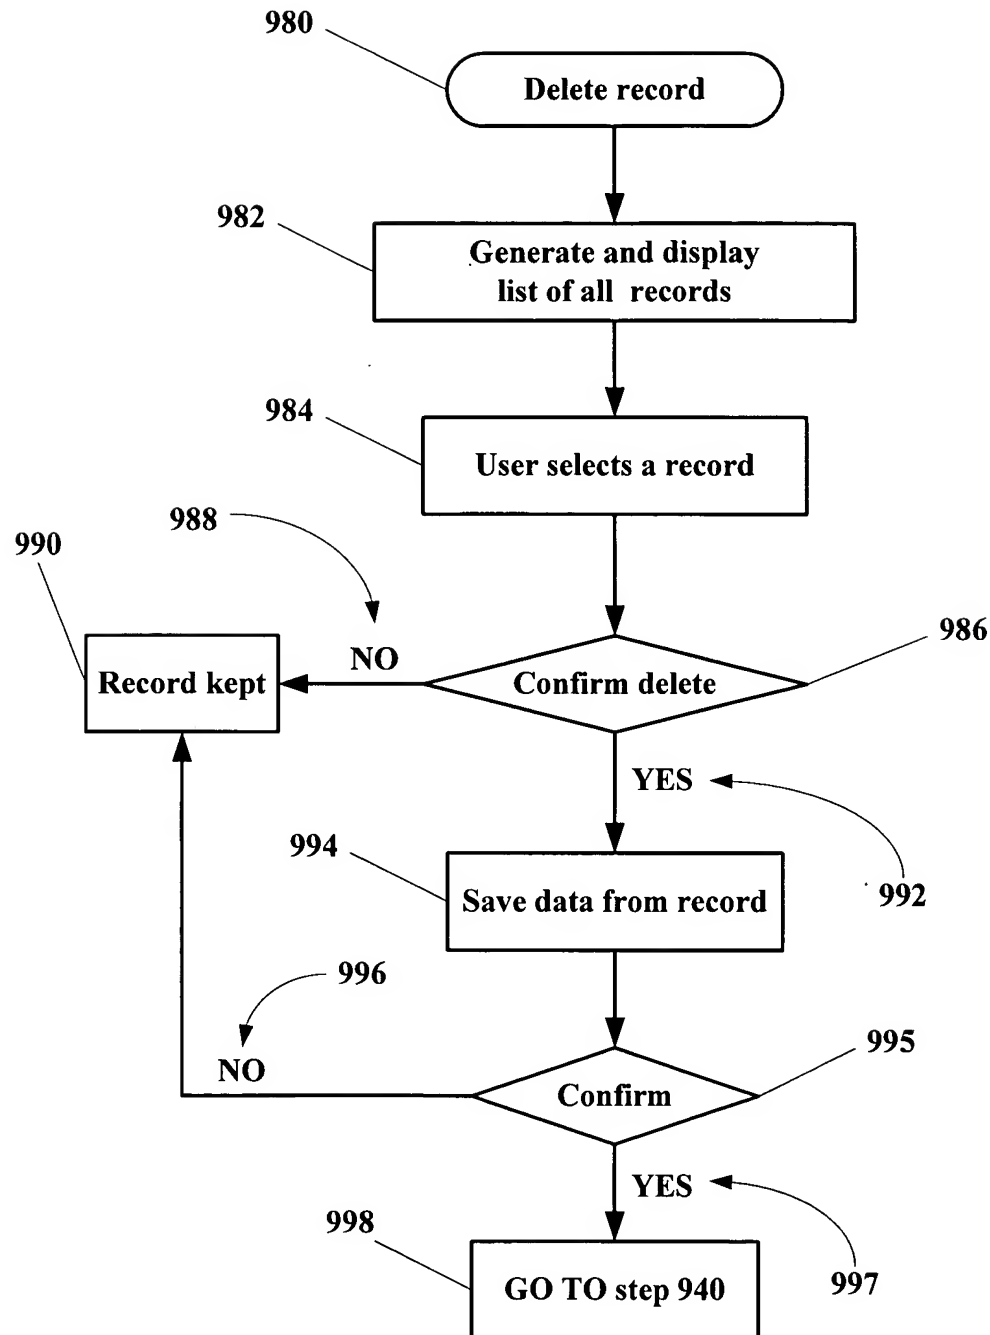 980
Delete record
982
Generate and display
list of all records
984
User selects a record
988
990
986
NO
Record kept
Confirm delete
YES
994
992
Save data from record
996
995
NO
Confirm
YES
998
997
GO TO step 940